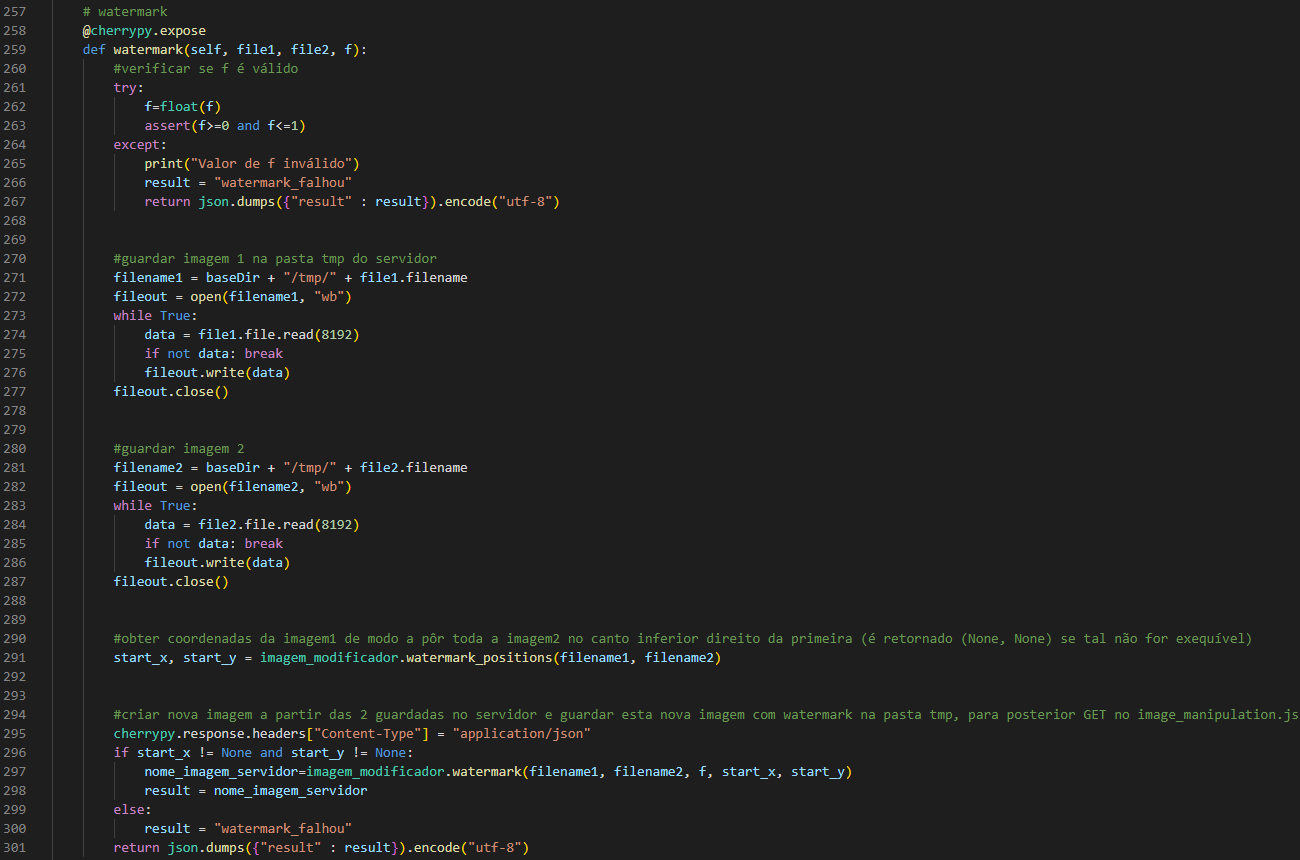 257 # watermark
258 @cherrypy.expose
259 def watermark(self, file1, file2, f):
260 #verificar se f é válido
261 try:
262 f=float(f)
263 assert(f>=0 and f<=1)
264 except:
265 print("Valor de f inválido")
266 result = "watermark_falhou"
267 return json.dumps({"result" : result}).encode("utf-8")
268
269
270 #guardar imagem 1 na pasta tmp do servidor
271 filename1 = baseDir + "/tmp/" + file1.filename
272 fileout = open(filename1, "wb")
273 while True:
274 data = file1.file.read(8192)
275 if not data: break
276 fileout.write(data)
277 fileout.close()
278
279
280 #guardar imagem 2
281 filename2 = baseDir + "/tmp/" + file2.filename
282 fileout = open(filename2, "wb")
283 while True:
284 data = file2.file.read(8192)
285 if not data: break
286 fileout.write(data)
287 fileout.close()
288
289
290 #obter coordenadas da imagem1 de modo a pôr toda a imagem2 no canto inferior direito da primeira (é retornado (None, None) se tal não for exequível)
291 start_x, start_y = imagem_modificador.watermark_positions(filename1, filename2)
292
293
294 #criar nova imagem a partir das 2 guardadas no servidor e guardar esta nova imagem com watermark na pasta tmp, para posterior GET no image_manipulation.js
295 cherrypy.response.headers["Content-Type"] = "application/json"
296 if start_x != None and start_y != None:
297 nome_imagem_servidor=imagem_modificador.watermark(filename1, filename2, f, start_x, start_y)
298 result = nome_imagem_servidor
299 else:
300 result = "watermark_falhou"
301 return json.dumps({"result" : result}).encode("utf-8")